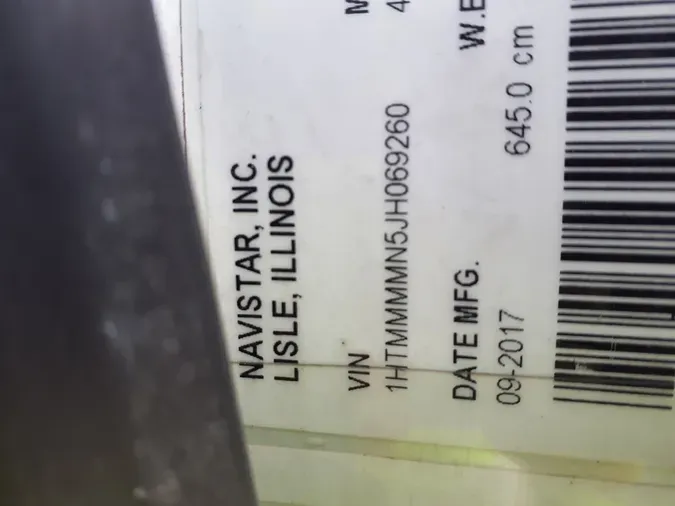 NAVISTAR, INC.
LISLE, ILLINOIS
VIN
1HTMMMMN5JH069260
DATE MFG.
09-2017
645.0 cm